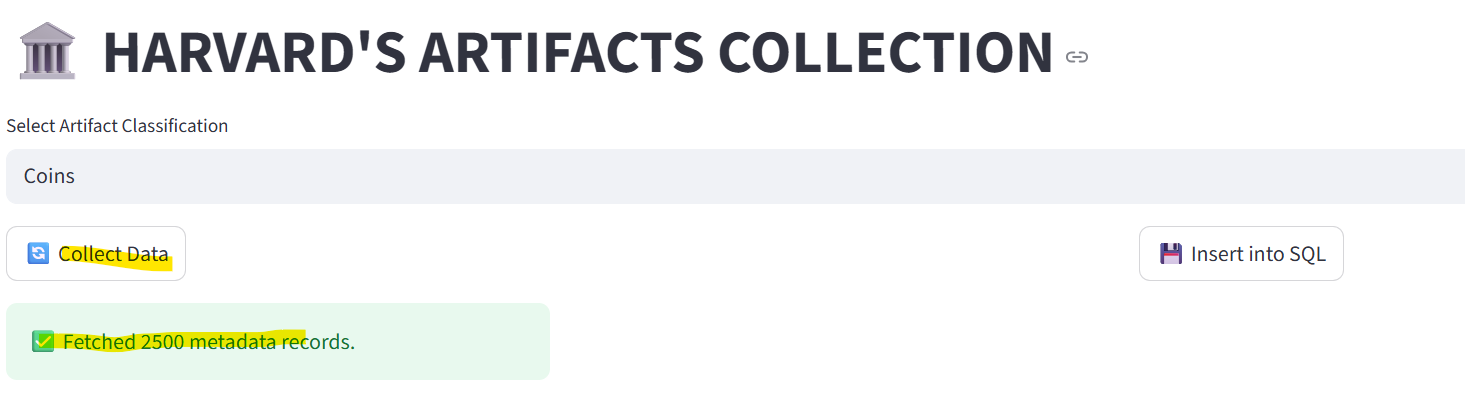 HARVARD'S ARTIFACTS COLLECTION
Select Artifact Classification
Coins
Collect Data
Insert into SQL
Fetched 2500 metadata records.